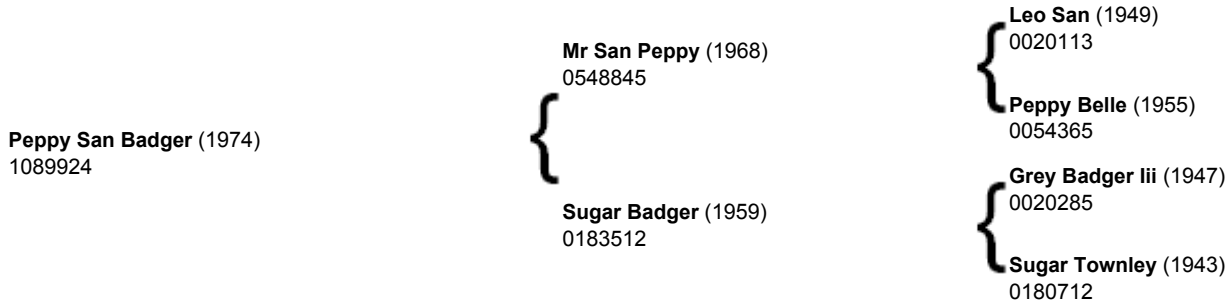 Peppy San Badger (1974)
1089924
Mr San Peppy (1968)
0548845
Sugar Badger (1959)
0183512
Leo San (1949)
0020113
Peppy Belle (1955)
0054365
Grey Badger Iii (1947)
0020285
Sugar Townley (1943)
0180712